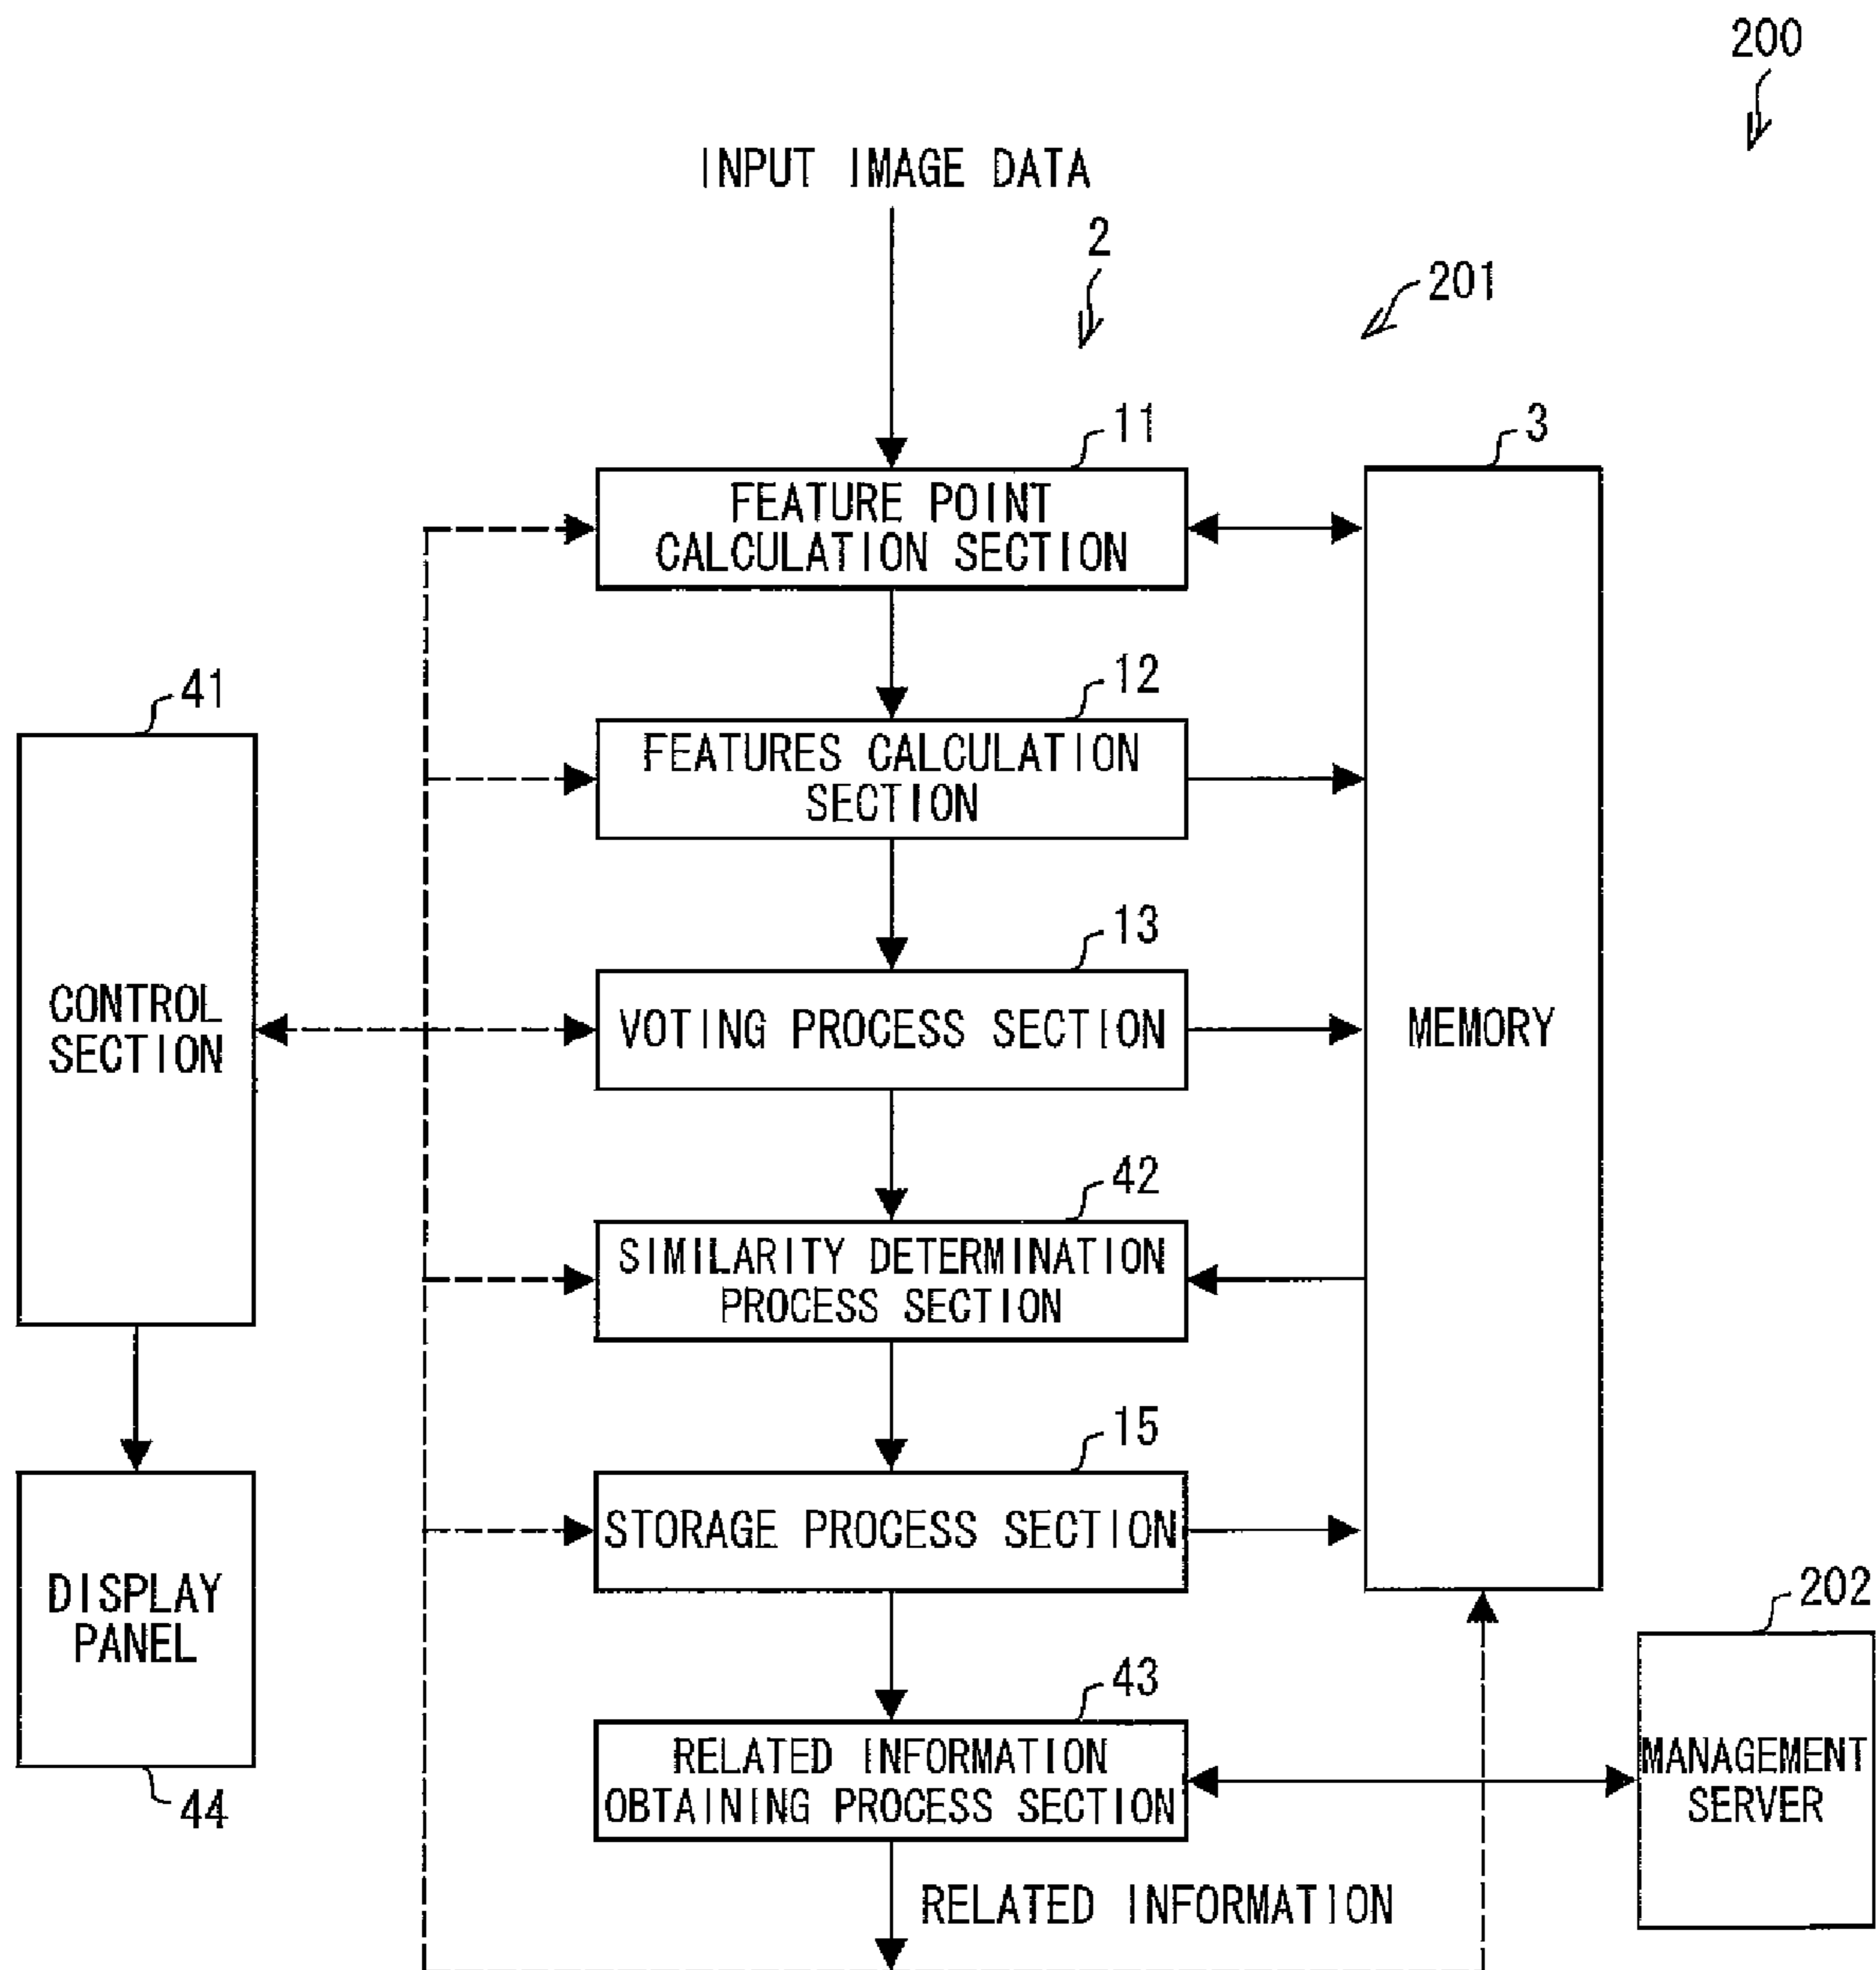 200
INPUT IMAGE DATA
2
201
11
3
FEATURE POINT
CALCULATION SECTION
41
12
FEATURES CALCULATION
SECTION
13
CONTROL
SECTION
VOTING PROCESS SECTION
MEMORY
42
SIMILARITY DETERMINATION
PROCESS SECTION
15
STORAGE PROCESS SECTION
DISPLAY
PANEL
202
43
RELATED INFORMATION
OBTAINING PROCESS SECTION
MANAGEMENT
SERVER
44
RELATED INFORMATION